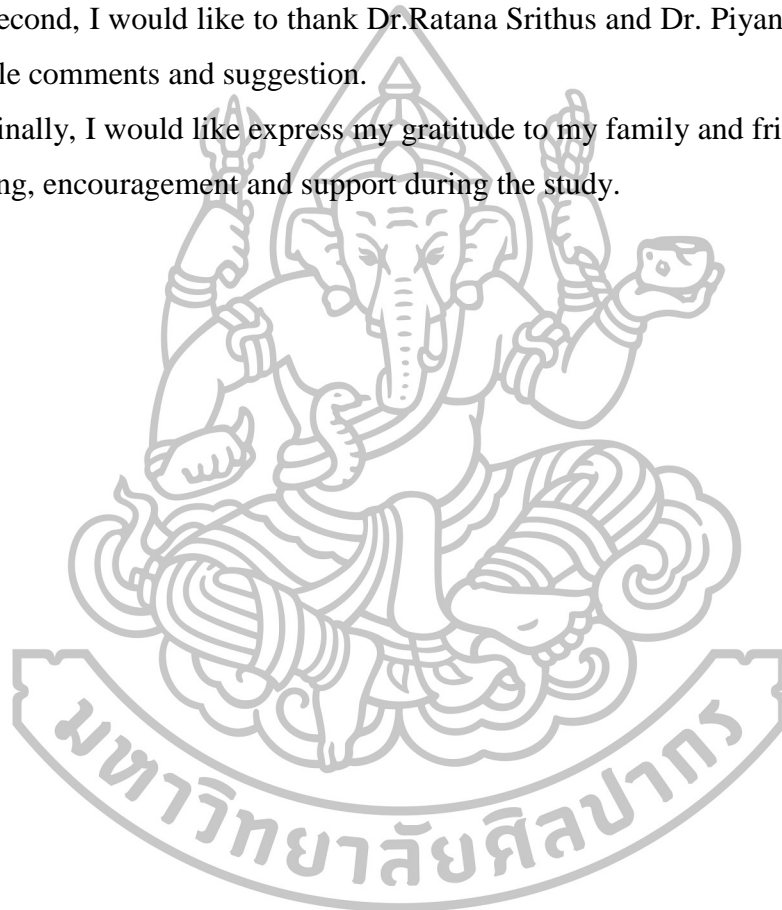 econd, I would like to thank Dr.Ratana Srithus and Dr. Piyan
le comments and suggestion.
inally, I would like express my gratitude to my family and fri
ng, encouragement and support during the study.
มหาวิทยาลัยศิลปากร